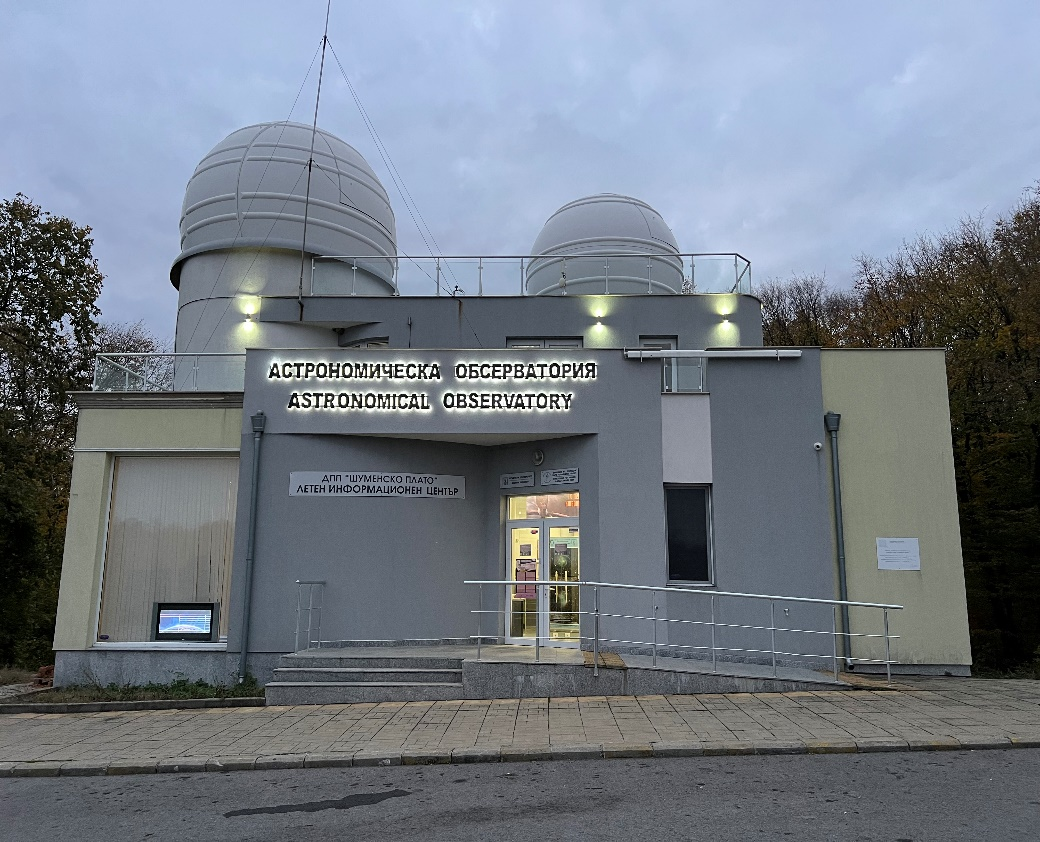 АСТРОНОМИЧЕСКА ОБСЕРВАТОРИЯ
ASTRONOMICAL OBSERVATORY
ДПП "ШУМЕНСКО ПЛАТО"
ЛЕТЕН ИНФОРМАЦИОНЕН ЦЕНТЪР